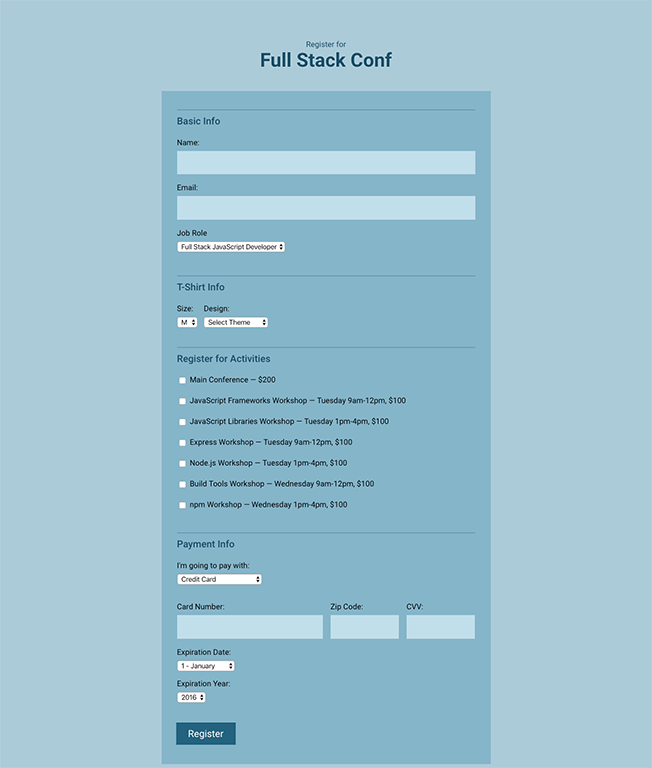 Register for
Full Stack Conf
Basic Info
Name:
Email:
Job Role
Full Stack JavaScript Developer
T-Shirt Info
Size: Design:
M Select Theme
Register for Activities
Main Conference — $200
JavaScript Frameworks Workshop — Tuesday 9am-12pm, $100
JavaScript Libraries Workshop — Tuesday 1pm-4pm, $100
Express Workshop — Tuesday 9am-12pm, $100
Node.js Workshop — Tuesday 1pm-4pm, $100
Build Tools Workshop — Wednesday 9am-12pm, $100
npm Workshop — Wednesday 1pm-4pm, $100
Payment Info
I'm going to pay with:
Credit Card
Card Number: Zip Code: CVV:
Expiration Date:
1 - January
Expiration Year:
2016
Register